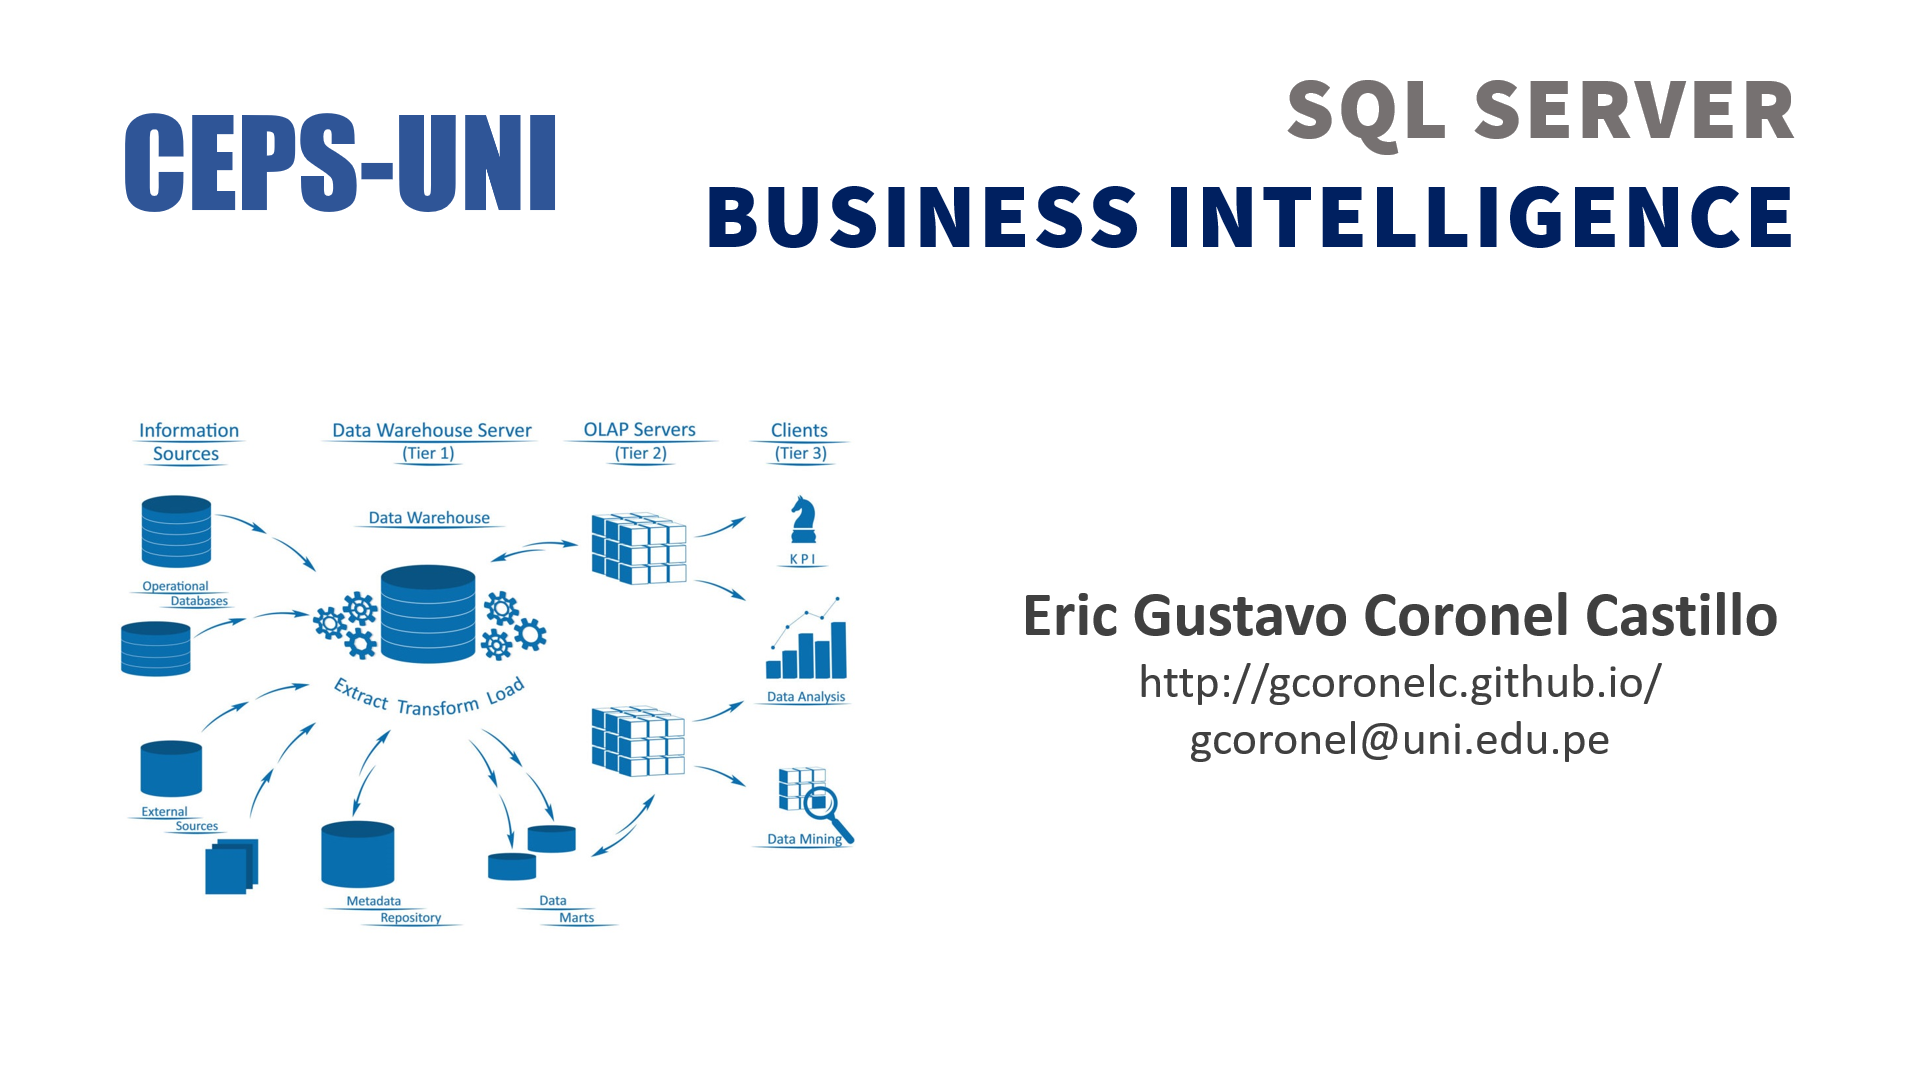 CEPS-UNI
SQL SERVER
BUSINESS INTELLIGENCE
Information
Sources
Data Warehouse Server
(Tier 1)
OLAP Servers
(Tier 2)
Clients
(Tier 3)
Data Warehouse
KPI
Operational
Databases
Extract Transform Load
Data Analysis
External
Sources
Data Mining
Metadata
Repository
Data
Marts
Eric Gustavo Coronel Castillo
http://gcoronelc.github.io/
gcoronel@uni.edu.pe